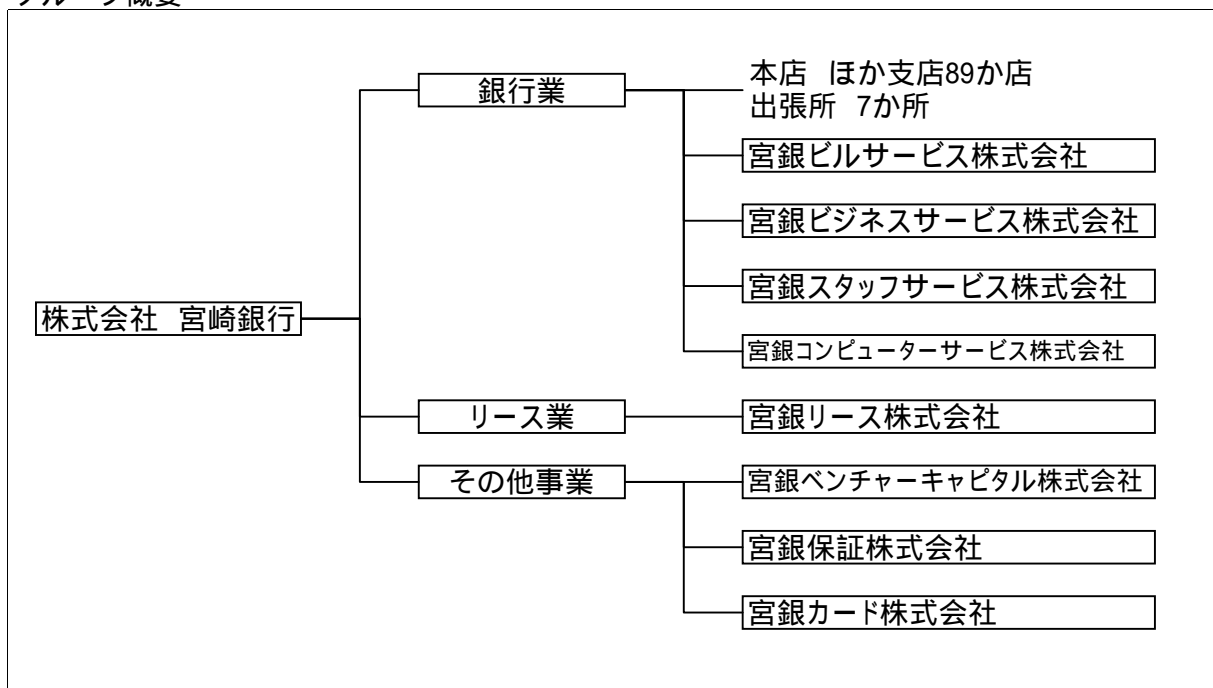 グループ概要
銀行業
本店 ほか支店89か店
出張所 7か所
宮銀ビルサービス株式会社
宮銀ビジネスサービス株式会社
宮銀スタッフサービス株式会社
宮銀コンピューターサービス株式会社
株式会社 宮崎銀行
リース業
宮銀リース株式会社
その他事業
宮銀ベンチャーキャピタル株式会社
宮銀保証株式会社
宮銀カード株式会社